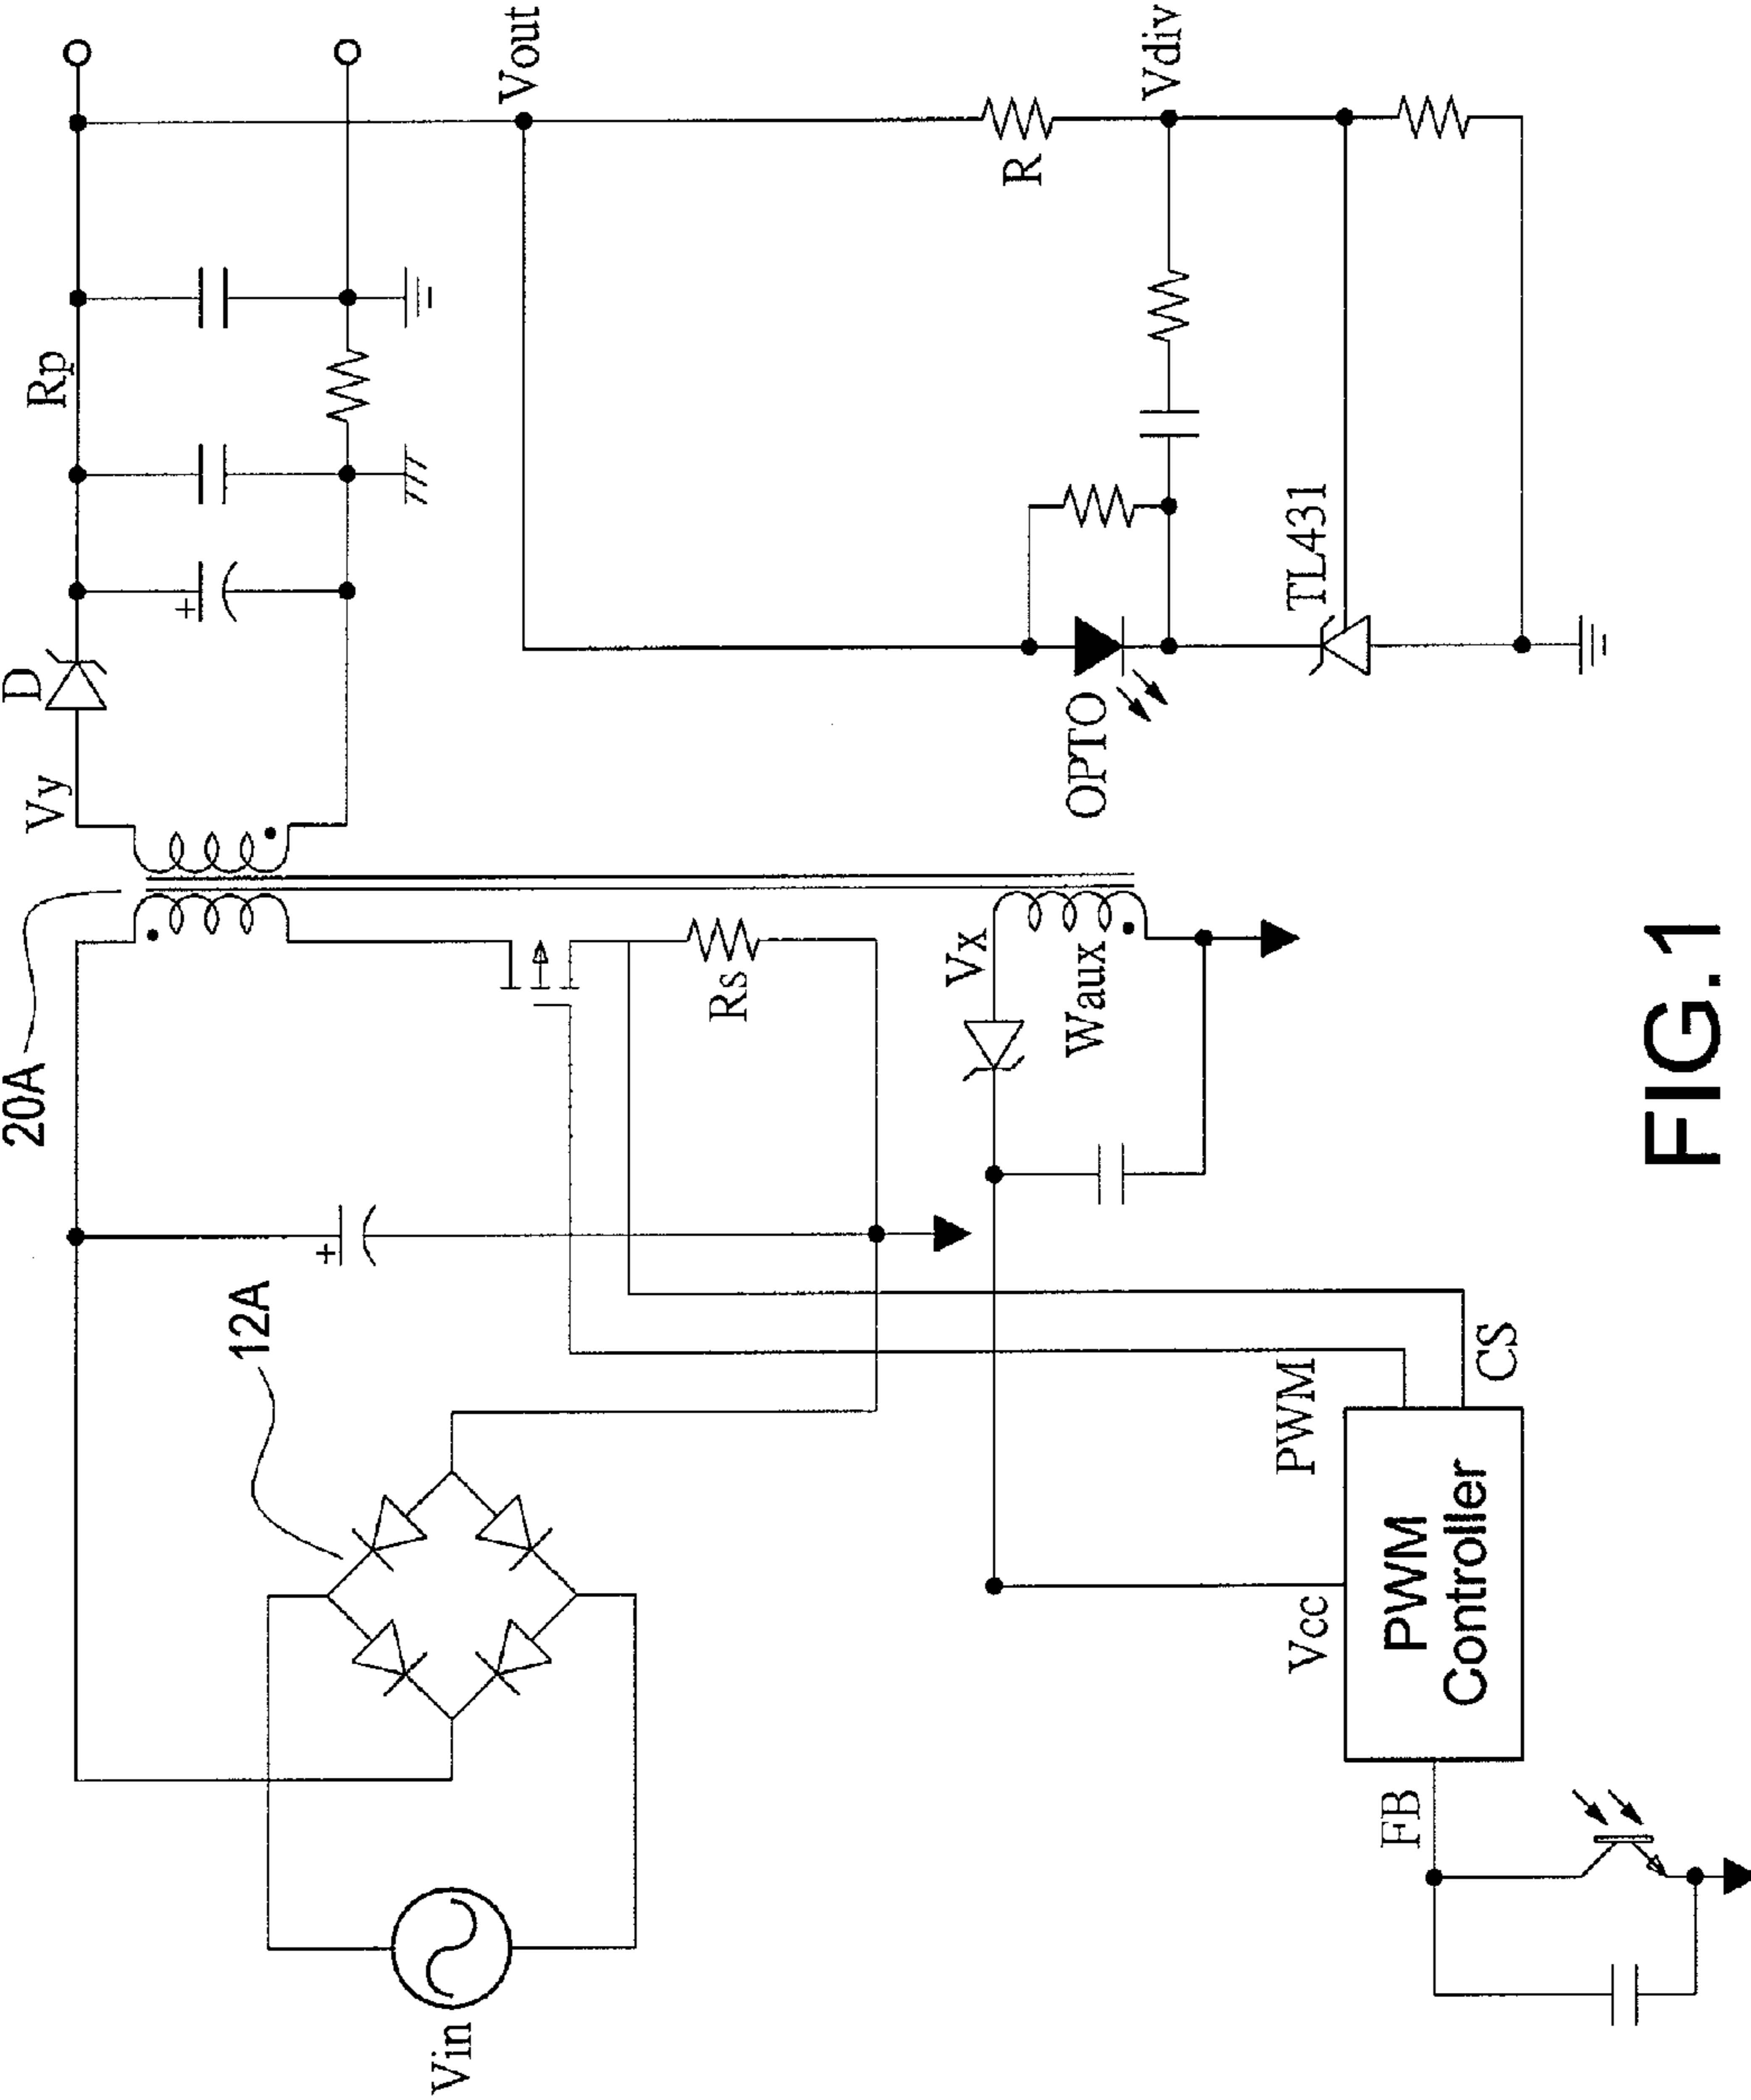 20A
Vy
D
Rp
+
12A
+
Vout
Vin
Rs
R
Vx
Waux
OPTO
Vdiv
TL431
PWM
Vcc
FB
PWM
Controller
CS
FIG.1